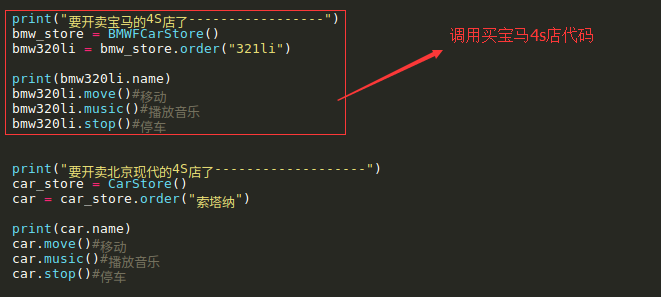 print("要开卖宝马的4S店了------------------")
bmw_store = BMWFCarStore()
bmw320li = bmw_store.order("321li")
print(bmw320li.name)
bmw320li.move()#移动
bmw320li.music()#播放音乐
bmw320li.stop()#停车
调用买宝马4s店代码
print("要开卖北京现代的4S店了--------------------")
car_store = CarStore()
car = car_store.order("索塔纳")
print(car.name)
car.move()#移动
car.music()#播放音乐
car.stop()#停车